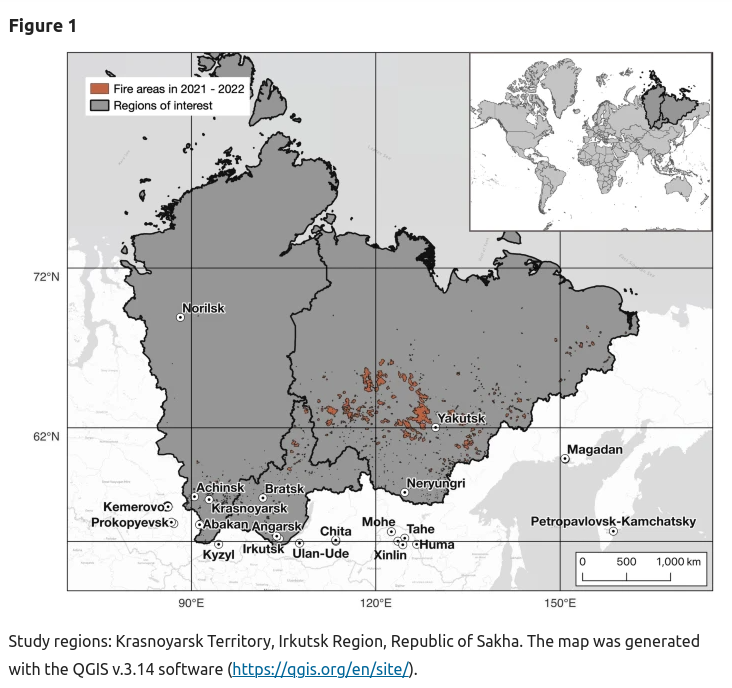 Figure 1
Fire areas in 2021 - 2022
Regions of interest
72°N
Norilsk
Yakutsk
62°N
Magadan
Achinsk
Bratsk
Neryungri
Kemerovo
Krasnoyarsk
Prokopyevsk
Abakan
Angarsk
Mohe
Petropavlovsk-Kamchatsky
Chita
Tahe
Kyzyl
Irkutsk
Ulan-Ude
Xinlin
Huma
0 500 1,000 km
90°E 120°E 150°E
Study regions: Krasnoyarsk Territory, Irkutsk Region, Republic of Sakha. The map was generated
with the QGIS v.3.14 software (https://qgis.org/en/site/).